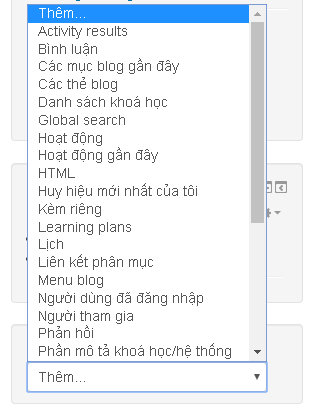 Thêm...
Activity results
Bình luận
Các mục blog gần đây
Các thẻ blog
Danh sách khoá học
Global search
Hoạt động
Hoạt động gần đây
HTML
Huy hiệu mới nhất của tôi
Kèm riêng
Learning plans
Lịch
Liên kết phân mục
Menu blog
Người dùng đã đăng nhập
Người tham gia
Phản hồi
Phần mô tả khoá học/hệ thống
Thêm...